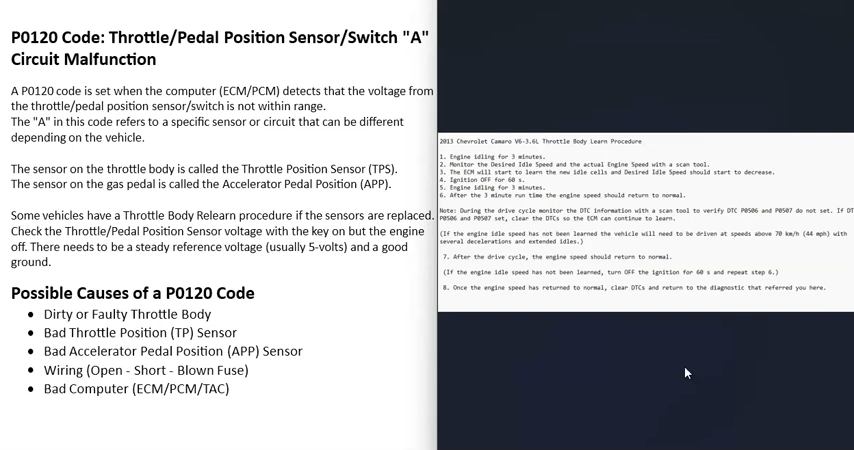 P0120 Code: Throttle/Pedal Position Sensor/Switch "A"
Circuit Malfunction
A P0120 code is set when the computer (ECM/PCM) detects that the voltage from
the throttle/pedal position sensor/switch is not within range.
The "A" in this code refers to a specific sensor or circuit that can be different
depending on the vehicle.
The sensor on the throttle body is called the Throttle Position Sensor (TPS).
The sensor on the gas pedal is called the Accelerator Pedal Position (APP).
Some vehicles have a Throttle Body Relearn procedure if the sensors are replaced.
Check the Throttle/Pedal Position Sensor voltage with the key on but the engine
off. There needs to be a steady reference voltage (usually 5-volts) and a good
ground.
Possible Causes of a P0120 Code
• Dirty or Faulty Throttle Body
• Bad Throttle Position (TP) Sensor
• Bad Accelerator Pedal Position (APP) Sensor
• Wiring (Open - Short - Blown Fuse)
• Bad Computer (ECM/PCM/TAC)
2013 Chevrolet Camaro V6-3.6L Throttle Body Learn Procedure
1. Engine idling for 3 minutes.
2. Monitor the Desired Idle Speed and the actual Engine Speed with a scan tool.
3. The ECM will start to learn the new idle cells and Desired Idle Speed should start to decrease.
4. Ignition OFF for 60 s.
5. Engine idling for 3 minutes.
6. After the 3 minute run time the engine speed should return to normal.
Note: During the drive cycle monitor the DTC information with a scan tool to verify DTC P0506 and P0507 do not set. If DT
P0506 and P0507 set, clear the DTCs so the ECM can continue to learn.
(If the engine idle speed has not been learned the vehicle will need to be driven at speeds above 70 km/h (44 mph) with
several decelerations and extended idles.)
7. After the drive cycle, the engine speed should return to normal.
(If the engine idle speed has not been learned, turn OFF the ignition for 60 s and repeat step 6.)
8. Once the engine speed has returned to normal, clear DTCs and return to the diagnostic that referred you here.